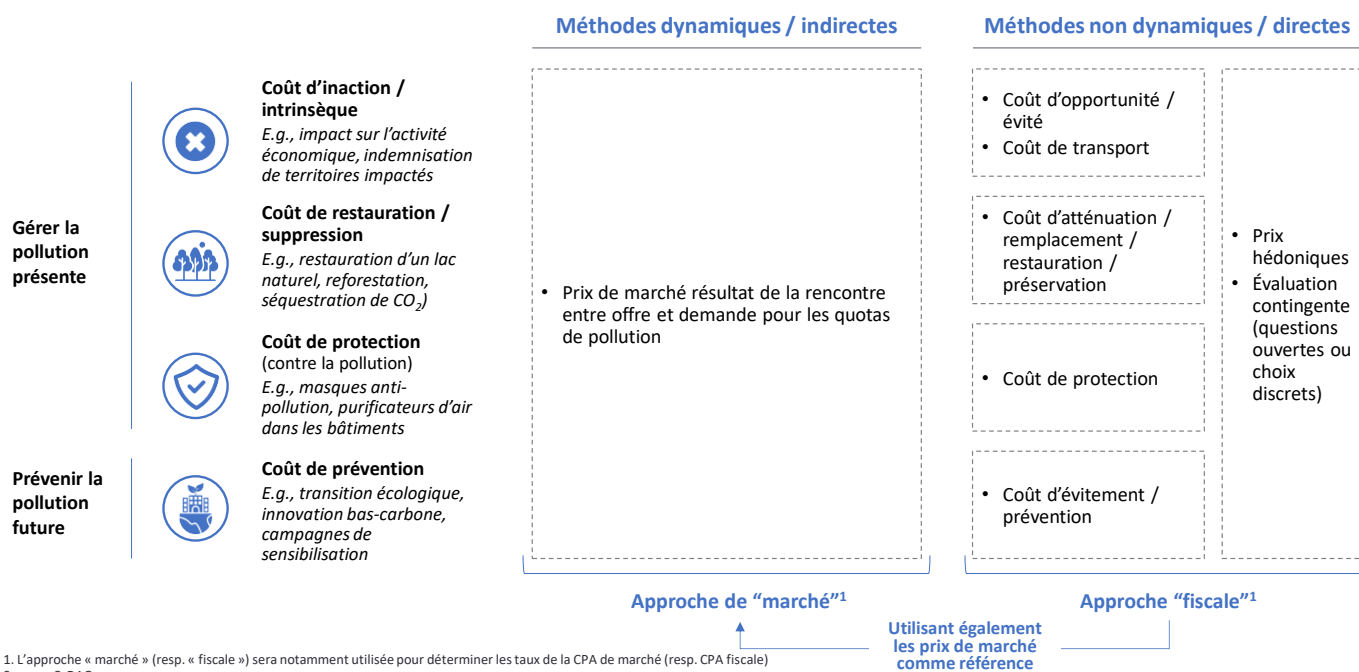 Méthodes dynamiques / indirectes
Méthodes non dynamiques / directes
Gérer la
pollution
présente
Coût d'inaction /
intrinsèque
E.g., impact sur l'activité
économique, indemnisation
de territoires impactés
Coût de restauration /
suppression
E.g., restauration d'un lac
naturel, reforestation,
séquestration de CO2)
Coût de protection
(contre la pollution)
E.g., masques anti-
pollution, purificateurs d'air
dans les bâtiments
Prévenir la
pollution
future
Coût de prévention
E.g., transition écologique,
innovation bas-carbone,
campagnes de
sensibilisation
• Prix de marché résultat de la rencontre
entre offre et demande pour les quotas
de pollution
• Coût d'opportunité /
évité
• Coût de transport
• Coût d'atténuation /
remplacement /
restauration /
préservation
• Coût de protection
• Coût d'évitement /
prévention
• Prix
hédoniques
• Évaluation
contingente
(questions
ouvertes ou
choix
discrets)
Approche de “marché”1
Approche “fiscale”1
Utilisant également
les prix de marché
comme référence
1. L'approche « marché » (resp. « fiscale ») sera notamment utilisée pour déterminer les taux de la CPA de marché (resp. CPA fiscale)